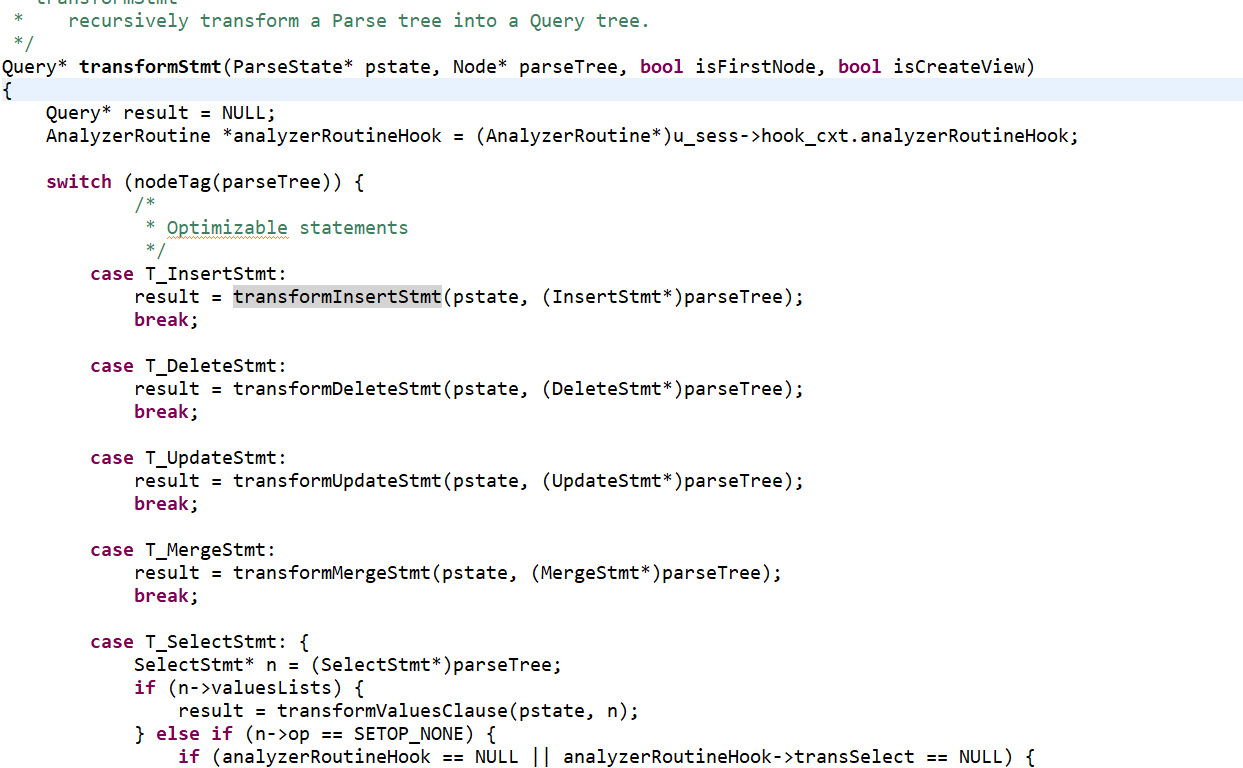 transformStmt
 *    recursively transform a Parse tree into a Query tree.
 */
Query* transformStmt(ParseState* pstate, Node* parseTree, bool isFirstNode, bool isCreateView)
{
    Query* result = NULL;
    AnalyzerRoutine *analyzerRoutineHook = (AnalyzerRoutine*)u_sess->hook_cxt.analyzerRoutineHook;

    switch (nodeTag(parseTree)) {
            /*
             * Optimizable statements
             */
        case T_InsertStmt:
            result = transformInsertStmt(pstate, (InsertStmt*)parseTree);
            break;

        case T_DeleteStmt:
            result = transformDeleteStmt(pstate, (DeleteStmt*)parseTree);
            break;

        case T_UpdateStmt:
            result = transformUpdateStmt(pstate, (UpdateStmt*)parseTree);
            break;

        case T_MergeStmt:
            result = transformMergeStmt(pstate, (MergeStmt*)parseTree);
            break;

        case T_SelectStmt: {
            SelectStmt* n = (SelectStmt*)parseTree;
            if (n->valuesLists) {
                result = transformValuesClause(pstate, n);
            } else if (n->op == SETOP_NONE) {
                if (analyzerRoutineHook == NULL || analyzerRoutineHook->transSelect == NULL) {